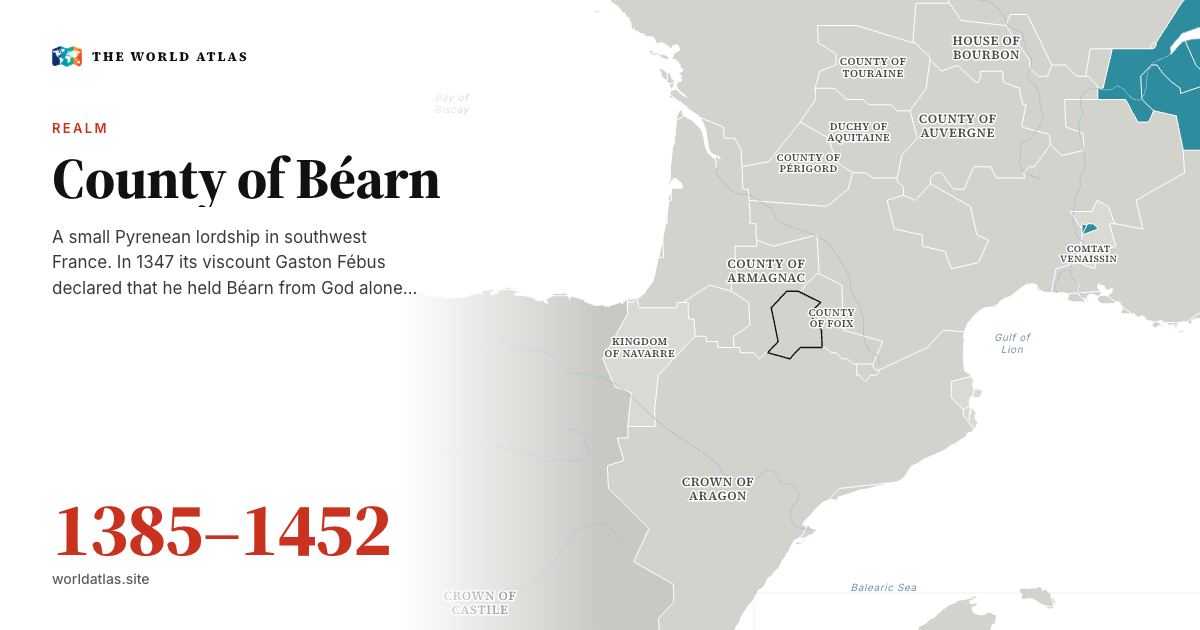 THE WORLD ATLAS
REALM
County of Béarn
A small Pyrenean lordship in southwest
France. In 1347 its viscount Gaston Fébus
declared that he held Béarn from God alone...
1385–1452
worldatlas.site
Bay of
Biscay
HOUSE OF
BOURBON
COUNTY OF
TOURAINE
DUCHY OF
AQUITAINE
COUNTY OF
AUVERGNE
COUNTY OF
PÉRIGORD
COMTAT
VENAISSIN
COUNTY OF
ARMAGNAC
COUNTY
OF FOIX
KINGDOM
OF NAVARRE
Gulf of
Lion
CROWN OF
ARAGON
Balearic Sea
CROWN OF
CASTILE